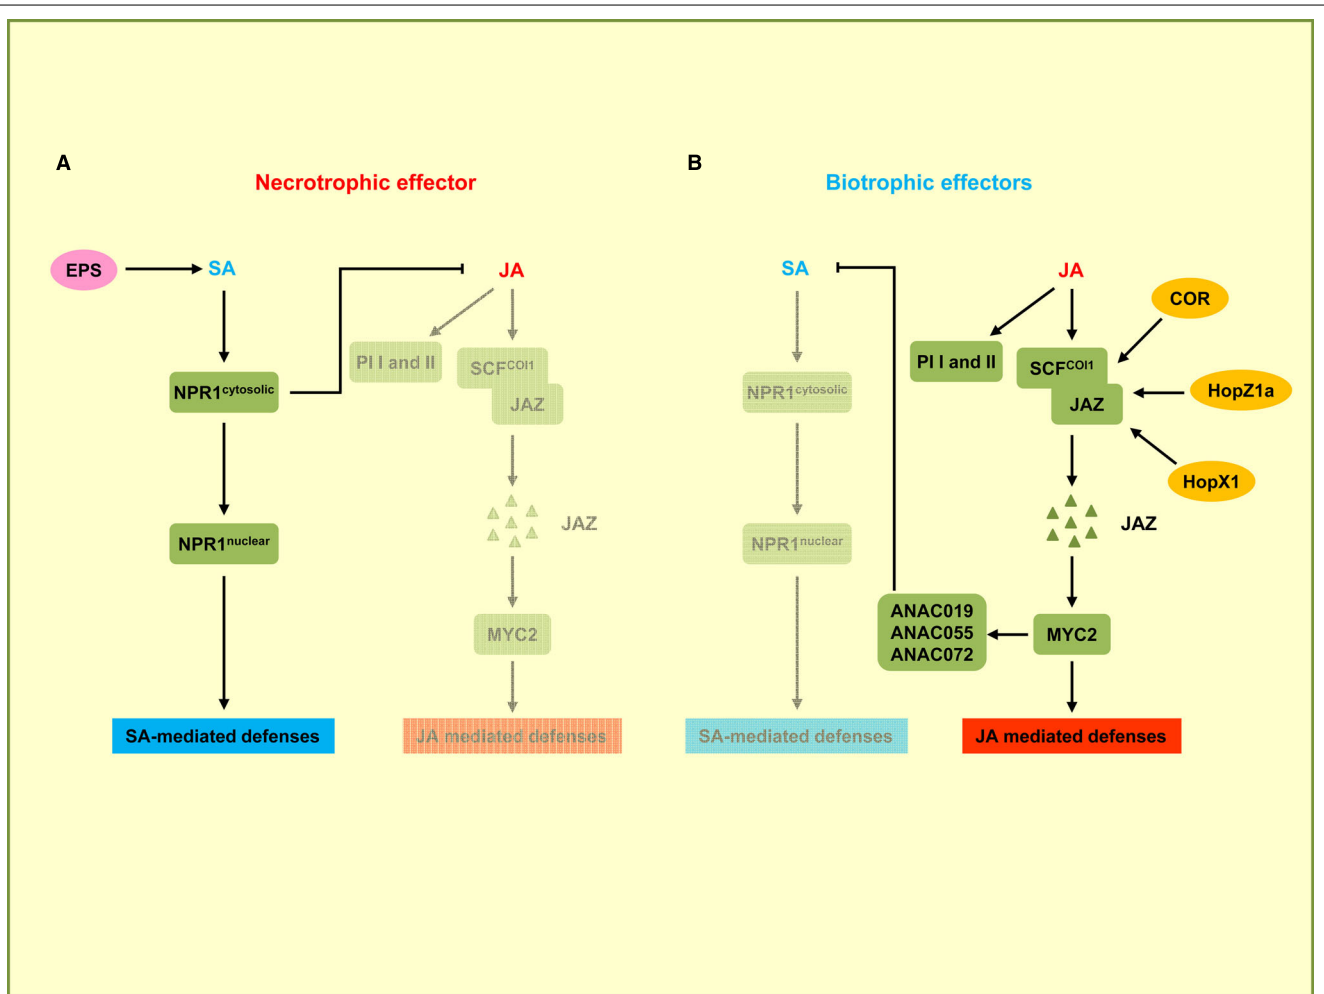 A
Necrotrophic effector
EPS
SA
JA
PI I and II
SCFCOI1
JAZ
NPR1cytosolic
JAZ
NPR1nuclear
MYC2
SA-mediated defenses
JA mediated defenses
B
Biotrophic effectors
SA
JA
COR
PI I and II
SCFCOI1
HopZ1a
NPR1cytosolic
JAZ
HopX1
JAZ
NPR1nuclear
ANAC019
ANAC055
ANAC072
MYC2
SA-mediated defenses
JA mediated defenses